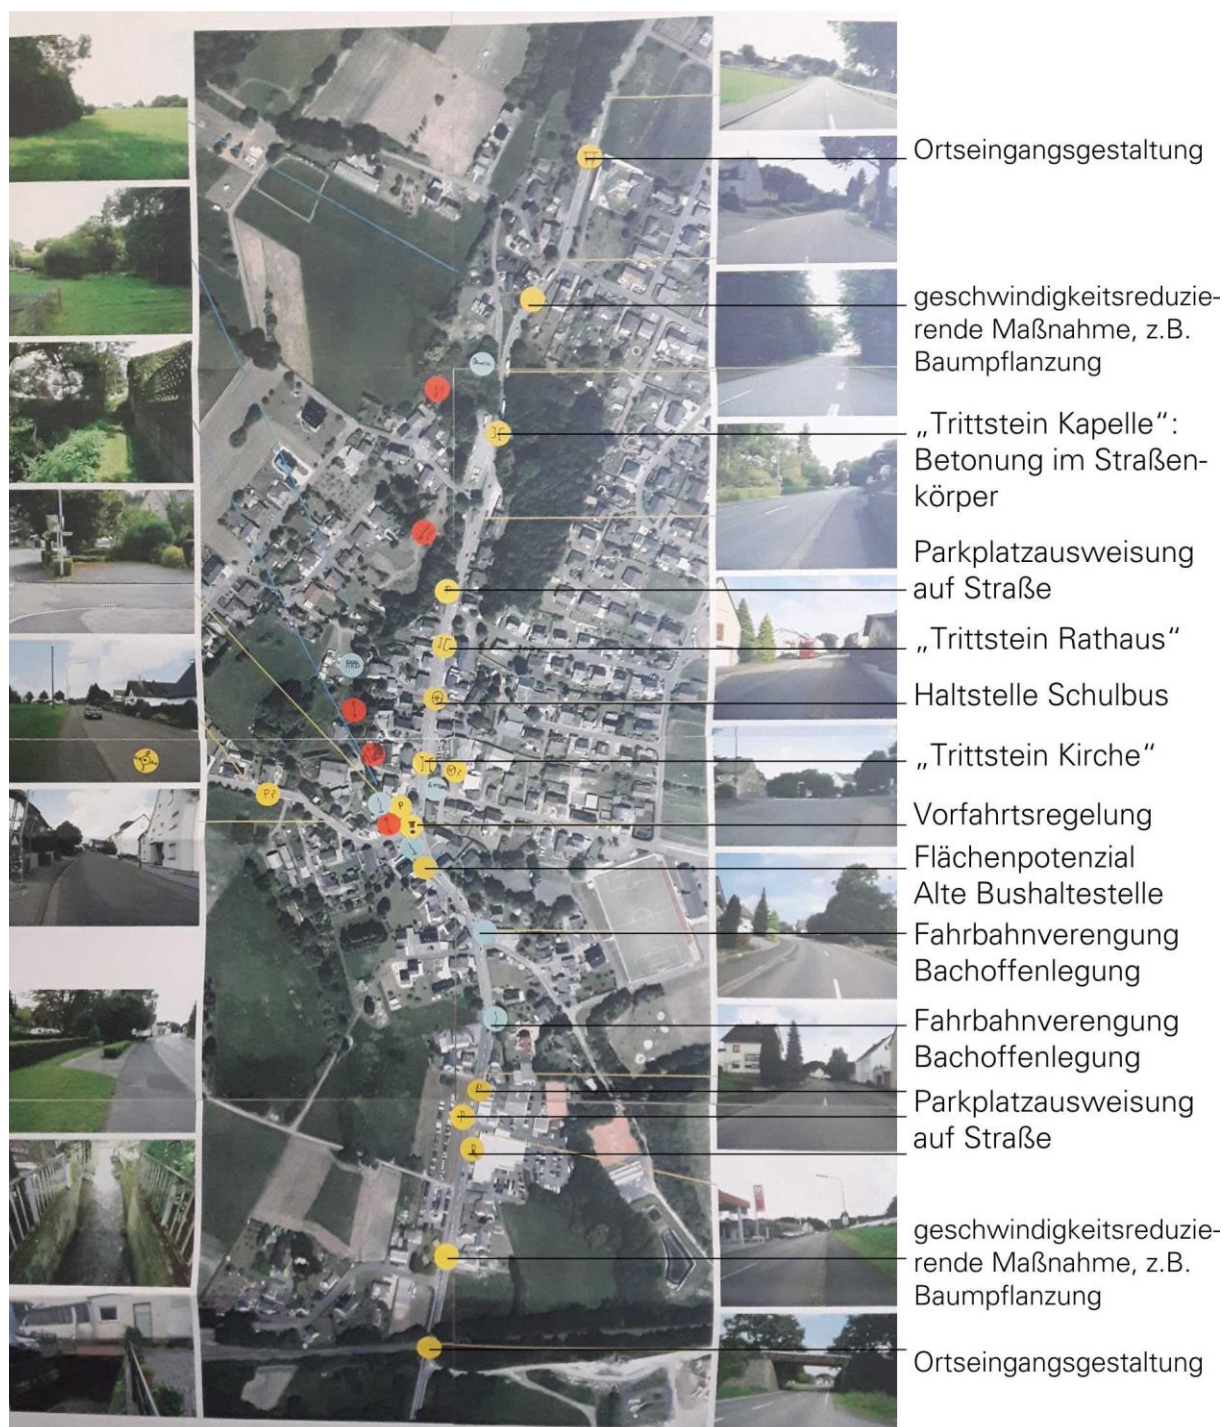 Ortseingangsgestaltung
geschwindigkeitsreduzie-
rende Maßnahme, z.B.
Baumpflanzung
„Trittstein Kapelle“:
Betonung im Straßen-
körper
Parkplatzausweisung
auf Straße
„Trittstein Rathaus“
Haltstelle Schulbus
„Trittstein Kirche“
Vorfahrtsregelung
Flächenpotenzial
Alte Bushaltestelle
Fahrbahnverengung
Bachoffenlegung
Fahrbahnverengung
Bachoffenlegung
Parkplatzausweisung
auf Straße
geschwindigkeitsreduzie-
rende Maßnahme, z.B.
Baumpflanzung
Ortseingangsgestaltung
P
P?
P
P
P